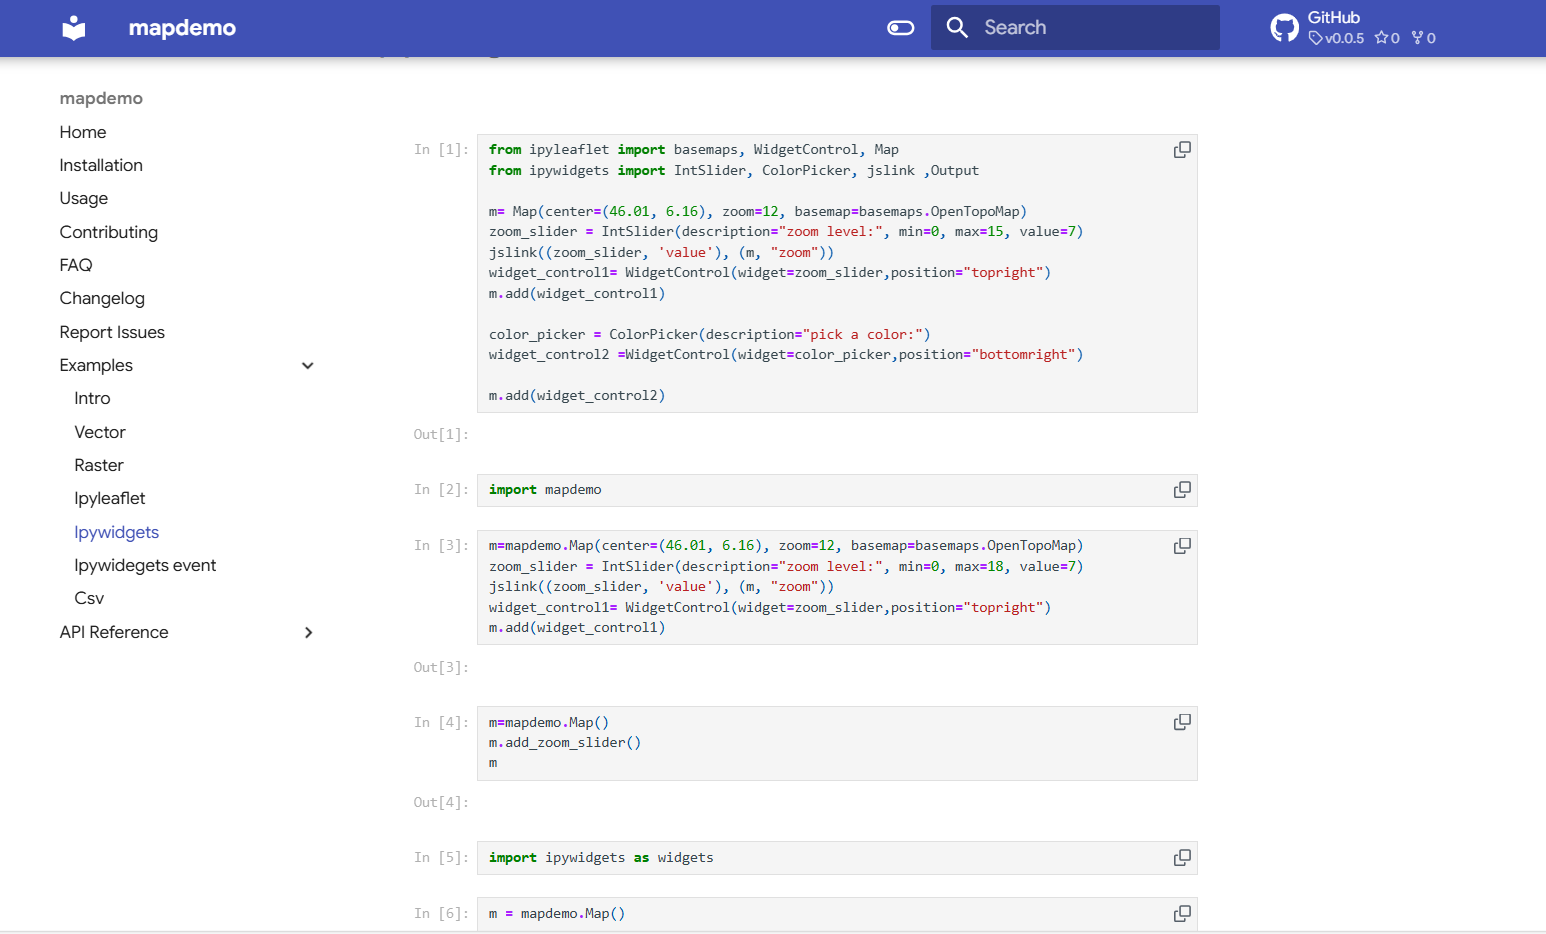 mapdemo
Search
GitHub
v0.0.5 0 0
mapdemo
Home
Installation
Usage
Contributing
FAQ
Changelog
Report Issues
Examples
Intro
Vector
Raster
Ipyleaflet
Ipywidgets
Ipywidegets event
Csv
API Reference
In [1]:
from ipyleaflet import basemaps, WidgetControl, Map
from ipywidgets import IntSlider, ColorPicker, jslink ,Output
m= Map(center=(46.01, 6.16), zoom=12, basemap=basemaps.OpenTopoMap)
zoom_slider = IntSlider(description="zoom level:", min=0, max=15, value=7)
jslink((zoom_slider, 'value'), (m, "zoom"))
widget_control1= WidgetControl(widget=zoom_slider,position="topright")
m.add(widget_control1)
color_picker = ColorPicker(description="pick a color:")
widget_control2 =WidgetControl(widget=color_picker,position="bottomright")
m.add(widget_control2)
Out[1]:
In [2]:
import mapdemo
In [3]:
m=mapdemo.Map(center=(46.01, 6.16), zoom=12, basemap=basemaps.OpenTopoMap)
zoom_slider = IntSlider(description="zoom level:", min=0, max=18, value=7)
jslink((zoom_slider, 'value'), (m, "zoom"))
widget_control1= WidgetControl(widget=zoom_slider,position="topright")
m.add(widget_control1)
Out[3]:
In [4]:
m=mapdemo.Map()
m.add_zoom_slider()
m
Out[4]:
In [5]:
import ipywidgets as widgets
In [6]:
m = mapdemo.Map()